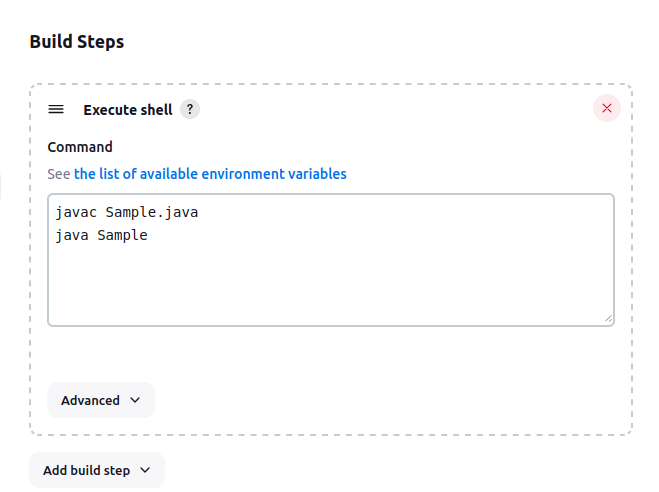 Build Steps
Execute shell ?
Command
See the list of available environment variables
javac Sample.java
java Sample
Advanced
Add build step